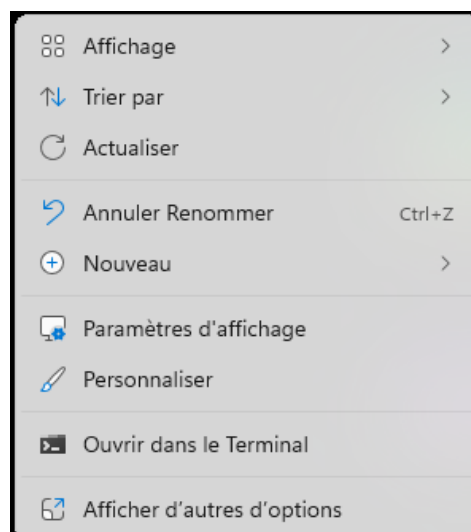 Affichage
Trier par
Actualiser
Annuler Renommer Ctrl+Z
Nouveau
Paramètres d'affichage
Personnaliser
Ouvrir dans le Terminal
Afficher d’autres d’options